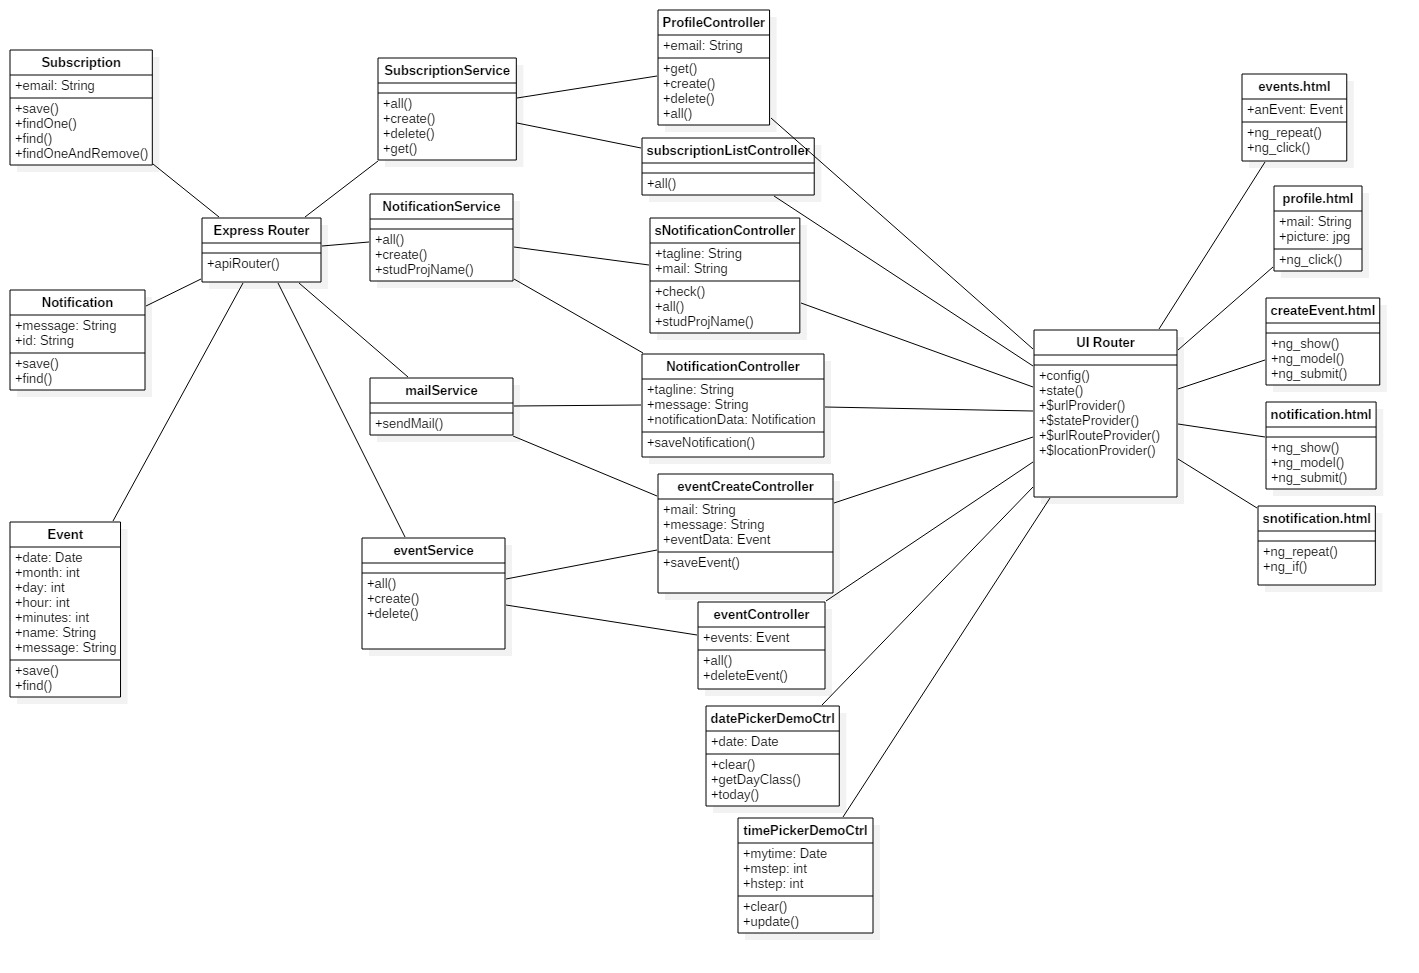 Subscription
+email: String
+save()
+findOne()
+find()
+findOneAndRemove()
Express Router
+apiRouter()
Notification
+message: String
+id: String
+save()
+find()
Event
+date: Date
+month: int
+day: int
+hour: int
+minutes: int
+name: String
+message: String
+save()
+find()
SubscriptionService
+all()
+create()
+delete()
+get()
NotificationService
+all()
+create()
+studProjName()
mailService
+sendMail()
eventService
+all()
+create()
+delete()
ProfileController
+email: String
+get()
+create()
+delete()
+all()
subscriptionListController
+all()
sNotificationController
+tagline: String
+mail: String
+check()
+all()
+studProjName()
NotificationController
+tagline: String
+message: String
+notificationData: Notification
+saveNotification()
eventCreateController
+mail: String
+message: String
+eventData: Event
+saveEvent()
eventController
+events: Event
+all()
+deleteEvent()
datePickerDemoCtrl
+date: Date
+clear()
+getDayClass()
+today()
timePickerDemoCtrl
+mytime: Date
+mstep: int
+hstep: int
+clear()
+update()
UI Router
+config()
+state()
+$urlProvider()
+$stateProvider()
+$urlRouteProvider()
+$locationProvider()
events.html
+anEvent: Event
+ng_repeat()
+ng_click()
profile.html
+mail: String
+picture: jpg
+ng_click()
createEvent.html
+ng_show()
+ng_model()
+ng_submit()
notification.html
+ng_show()
+ng_model()
+ng_submit()
snotification.html
+ng_repeat()
+ng_if()